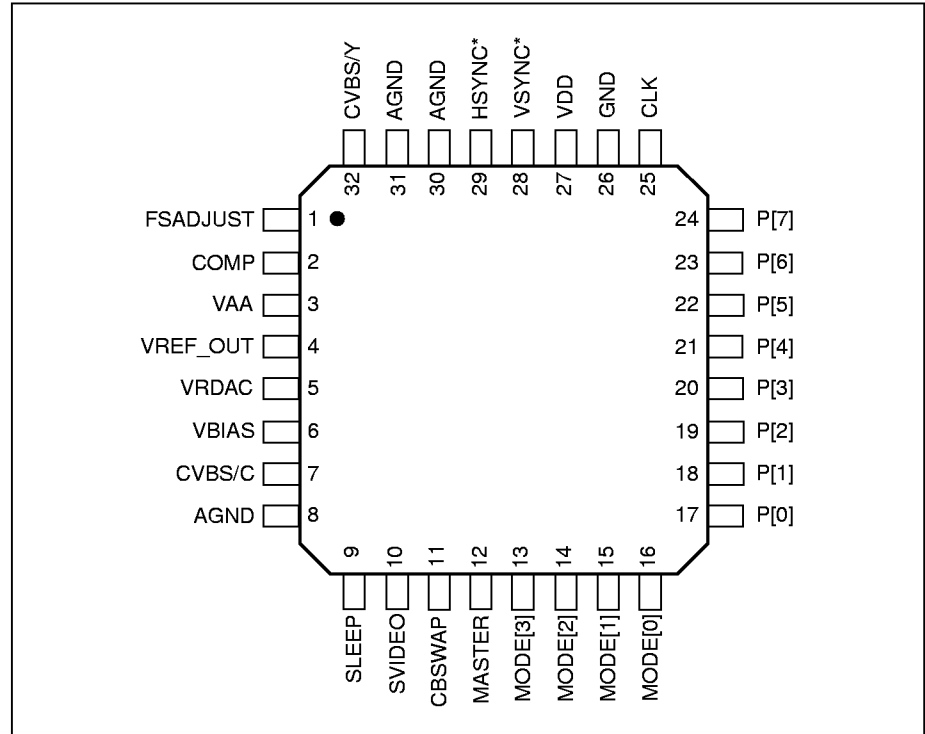 CVBS/Y
AGND
AGND
HSYNC*
VSYNC*
VDD
GND
CLK
32
31
30
29
28
27
26
25
FSADJUST 1 24 P[7]
COMP 2 23 P[6]
VAA 3 22 P[5]
VREF_OUT 4 21 P[4]
VRDAC 5 20 P[3]
VBIAS 6 19 P[2]
CVBS/C 7 18 P[1]
AGND 8 17 P[0]
9
10
11
12
13
14
15
16
SLEEP
SVIDEO
CBSWAP
MASTER
MODE[3]
MODE[2]
MODE[1]
MODE[0]